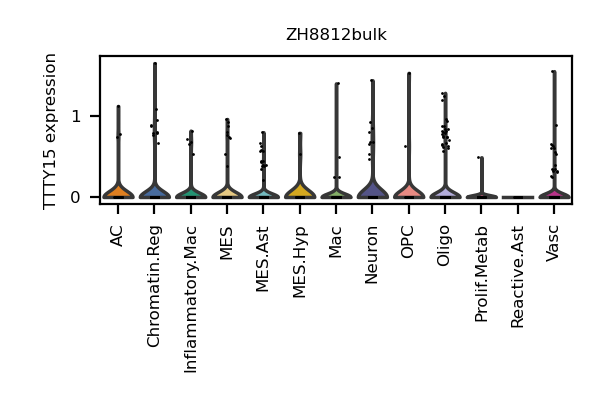 ZH8812bulk
TTTY15 expression
1
0
AC
Chromatin.Reg
Inflammatory.Mac
MES
MES.Ast
MES.Hyp
Mac
Neuron
OPC
Oligo
Prolif.Metab
Reactive.Ast
Vasc